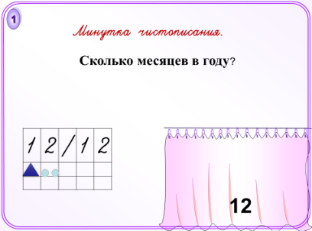 1
Минутка чистописания.
Сколько месяцев в году?
1 2 / 1 2
12